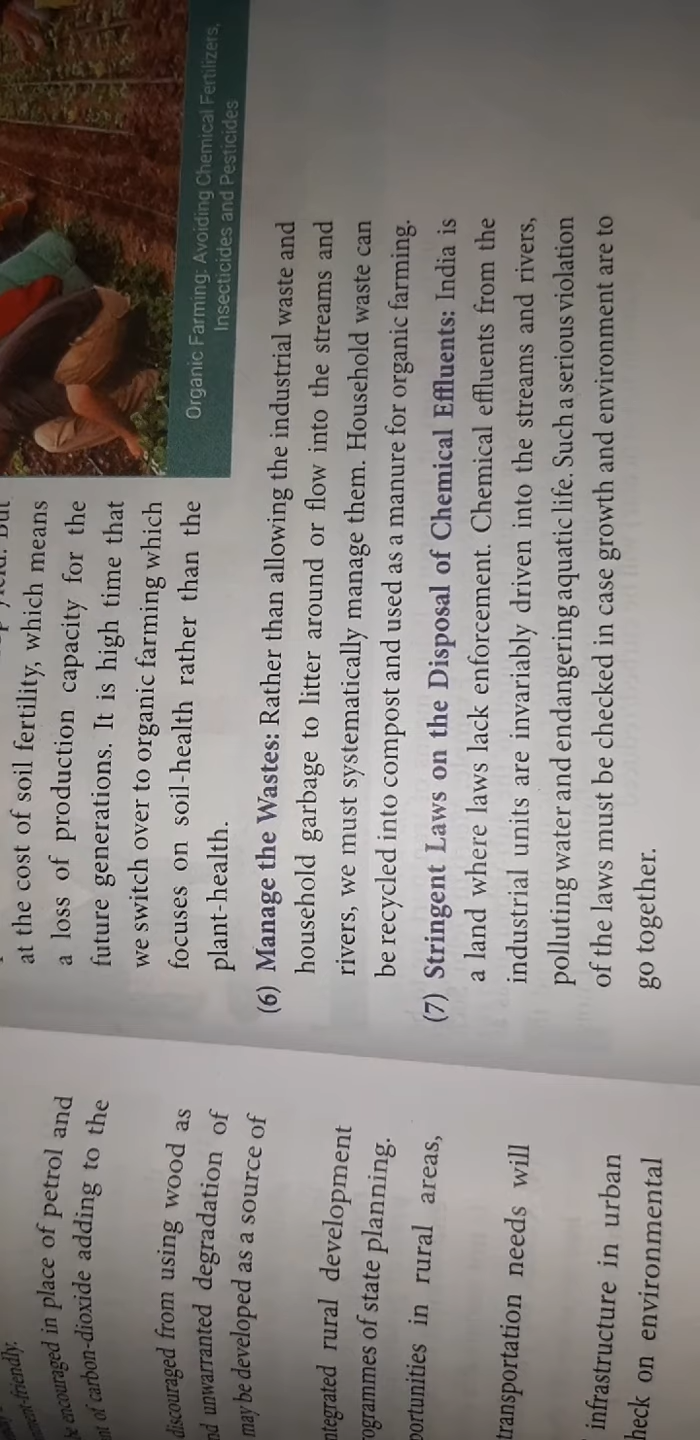 ment-friendly.
encouraged in place of petrol and
of carbon-dioxide adding to the
discouraged from using wood as
unwarranted degradation of
may be developed as a source of
ntegrated rural development
ogrammes of state planning.
portunities in rural areas,
transportation needs will
infrastructure in urban
heck on environmental
at the cost of soil fertility, which means
a loss of production capacity for the
future generations. It is high time that
we switch over to organic farming which
focuses on soil-health rather than the
plant-health.
Organic Farming: Avoiding Chemical Fertilizers,
Insecticides and Pesticides
(6) Manage the Wastes: Rather than allowing the industrial waste and
household garbage to litter around or flow into the streams and
rivers, we must systematically manage them. Household waste can
be recycled into compost and used as a manure for organic farming.
(7) Stringent Laws on the Disposal of Chemical Effluents: India is
a land where laws lack enforcement. Chemical effluents from the
industrial units are invariably driven into the streams and rivers,
polluting water and endangering aquatic life. Such a serious violation
of the laws must be checked in case growth and environment are to
go together.